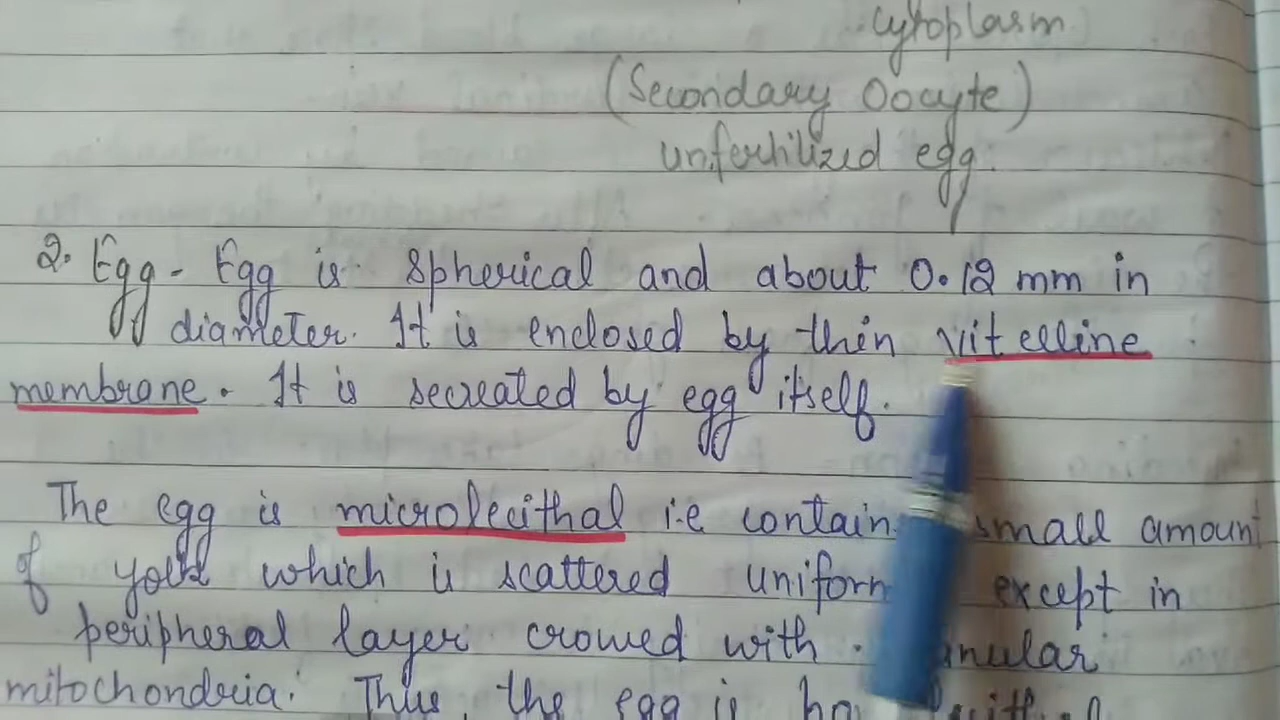 cytoplasm
(Secondary Oocyte)
unfertilized egg.
2. Egg - Egg is spherical and about 0.12 mm in
diameter. It is enclosed by thin vitelline
membrane. It is secreated by egg itself.
The egg is microlecithal i.e contain small amount
of yolk which is scattered except in
peripheral layer crowed with
mitochondria. Thus, the egg is